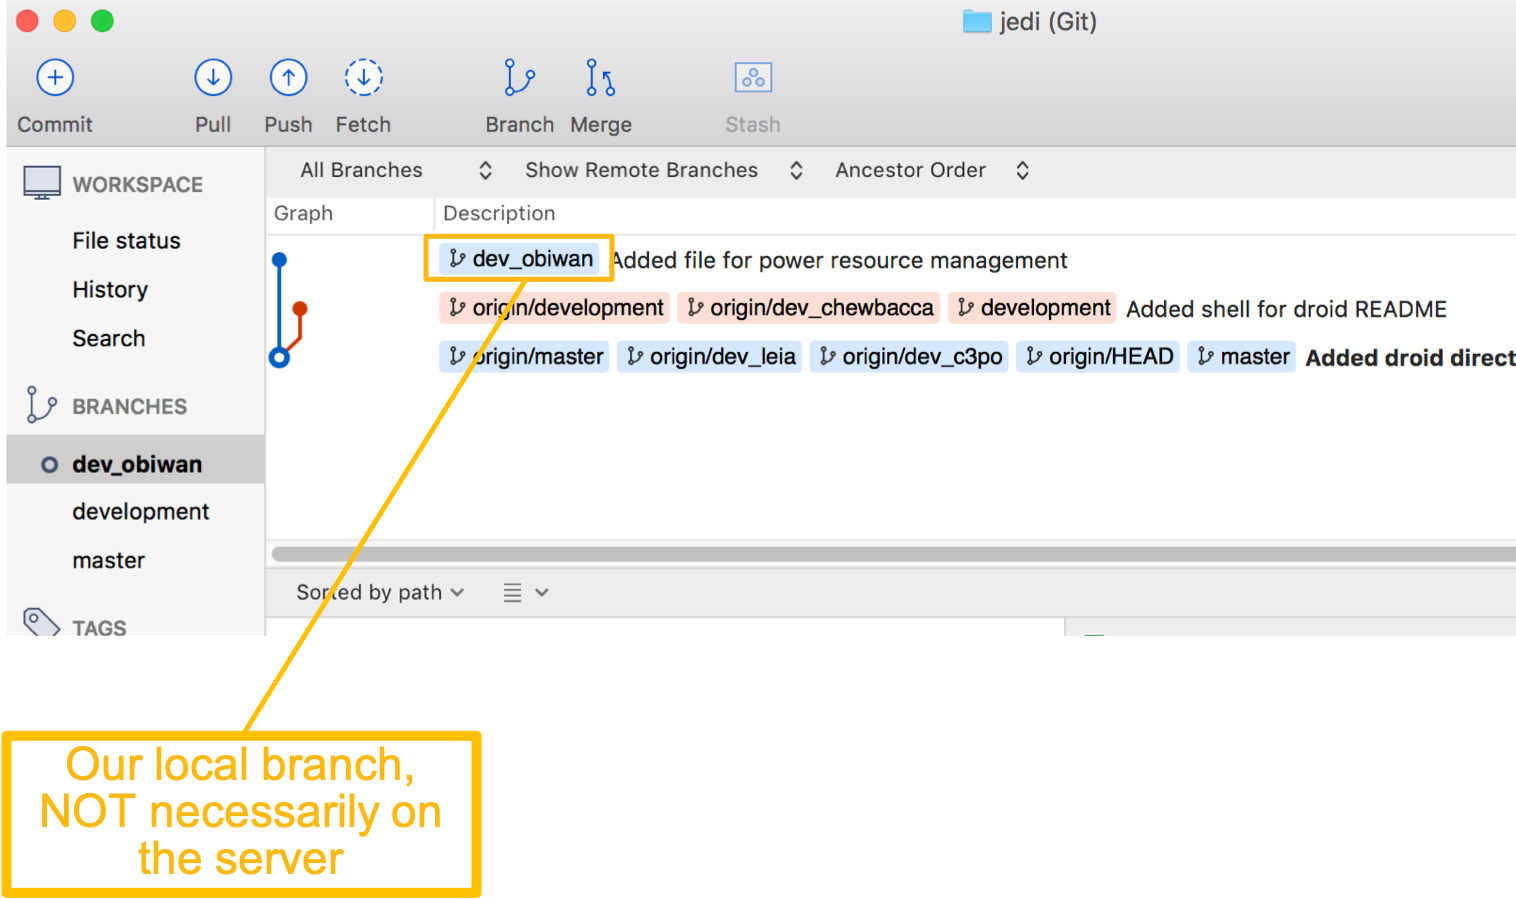 jedi (Git)
Commit Pull Push Fetch Branch Merge Stash
WORKSPACE
File status
History
Search
BRANCHES
dev_obiwan
development
master
TAGS
All Branches Show Remote Branches Ancestor Order
Graph Description
dev_obiwan Added file for power resource management
origin/development origin/dev_chewbacca development Added shell for droid README
origin/master origin/dev_leia origin/dev_c3po origin/HEAD master Added droid direct
Sorted by path
Our local branch,
NOT necessarily on
the server